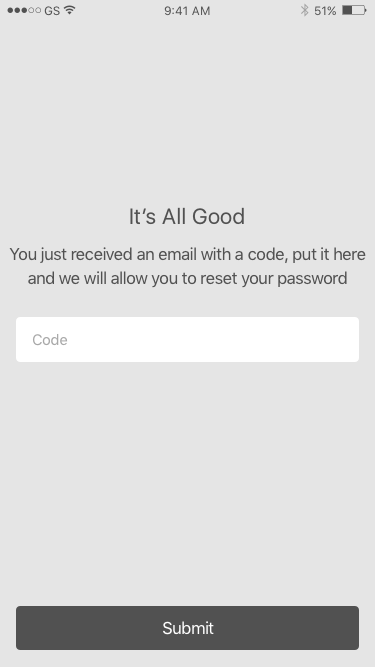 GS 9:41 AM 51%
It's All Good
You just received an email with a code, put it here
and we will allow you to reset your password
Code
Submit